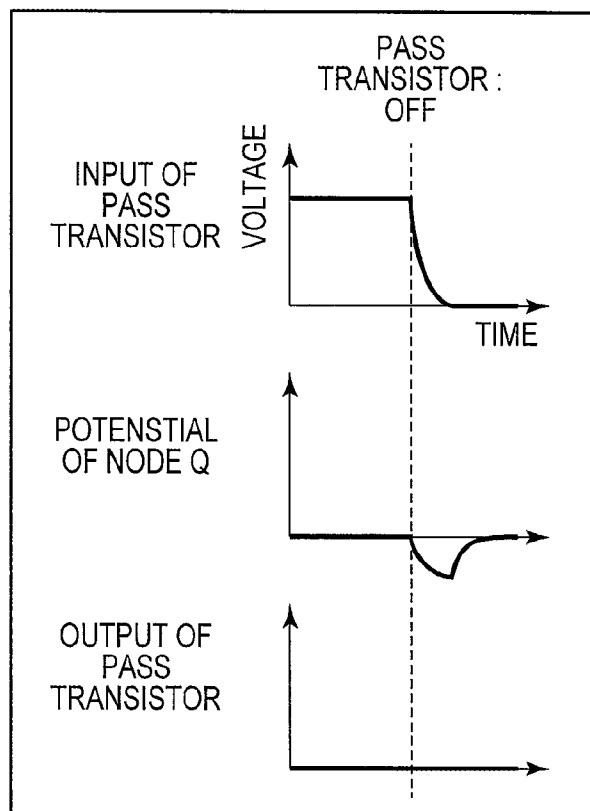 PASS
TRANSISTOR :
OFF
INPUT OF
PASS
TRANSISTOR
VOLTAGE
TIME
POTENSTIAL
OF NODE Q
OUTPUT OF
PASS
TRANSISTOR